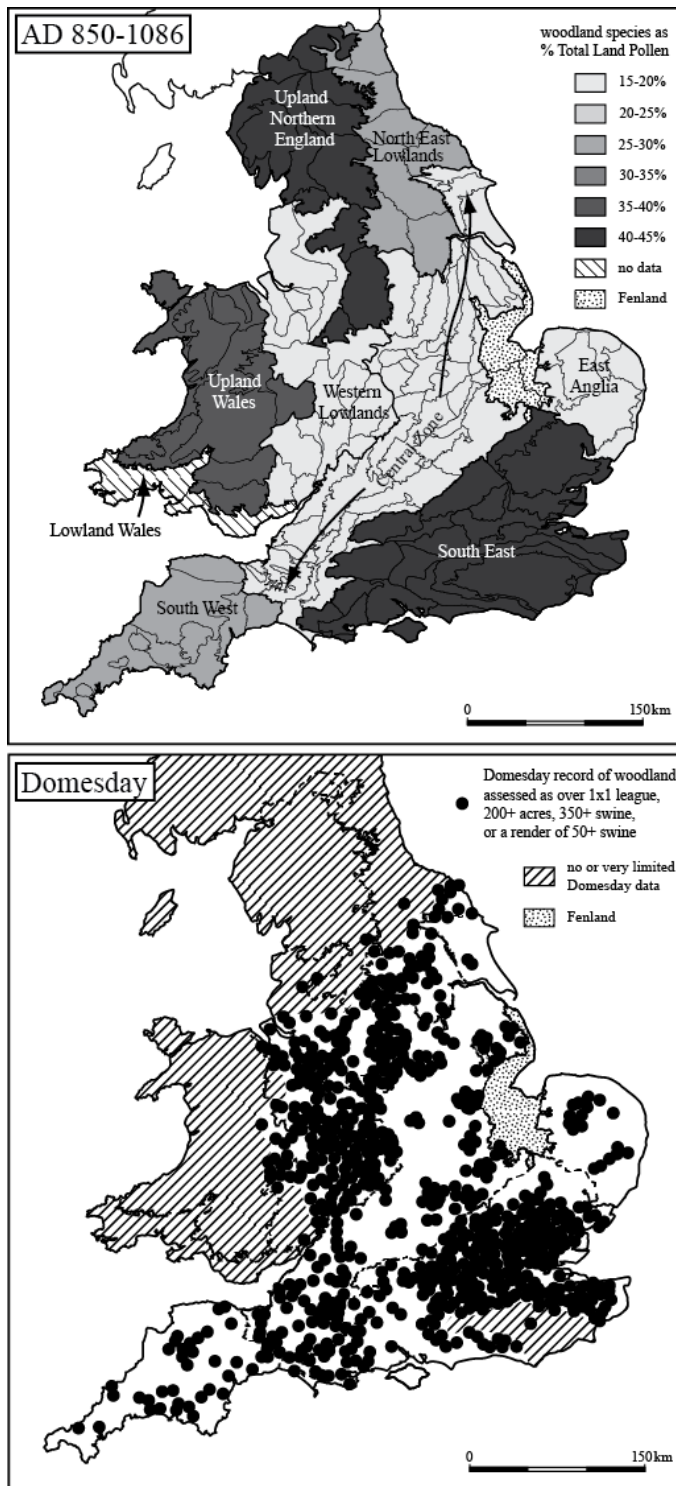 AD 850-1086
woodland species as
% Total Land Pollen
15-20%
20-25%
25-30%
30-35%
35-40%
40-45%
no data
Fenland
Upland
Northern
England
North East
Lowlands
East
Anglia
Upland
Wales
Western
Lowlands
Central Zone
Lowland Wales
South East
South West
0
150km
Domesday
Domesday record of woodland
assessed as over 1x1 league,
200+ acres, 350+ swine,
or a render of 50+ swine
no or very limited
Domesday data
Fenland
0
150km